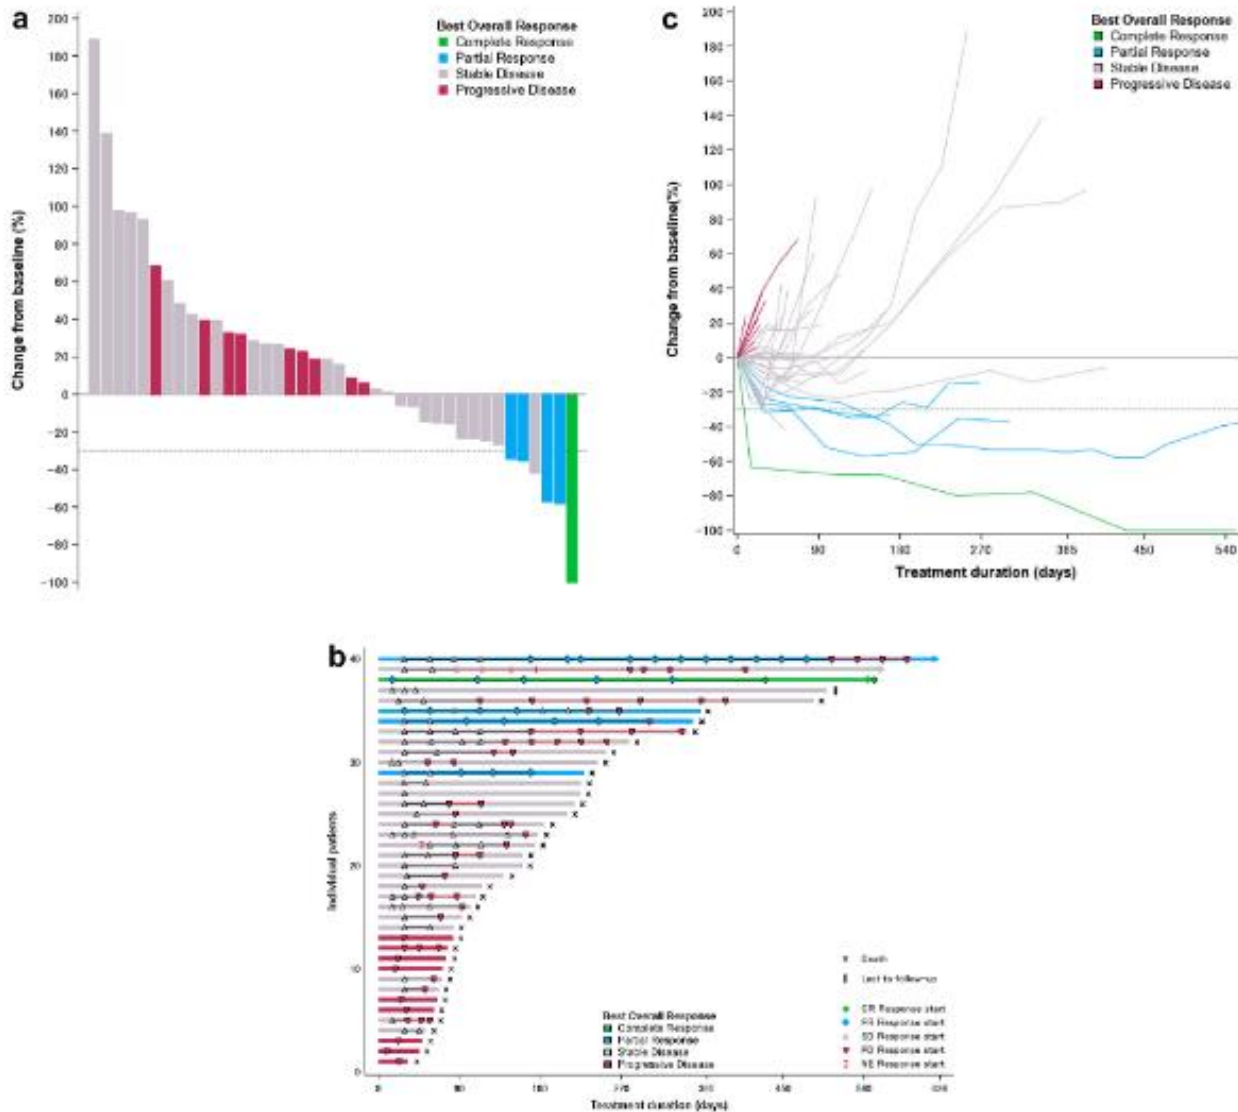 a
200
180
160
140
120
100
80
60
40
20
0
−20
−40
−60
−80
−100
Change from baseline (%)
Best Overall Response
Complete Response
Partial Response
Stable Disease
Progressive Disease
c
200
180
160
140
120
100
80
60
40
20
0
−20
−40
−60
−80
−100
Change from baseline(%)
Best Overall Response
Complete Response
Partial Response
Stable Disease
Progressive Disease
0 90 180 270 365 450 540
Treatment duration (days)
b
40
30
20
10
0
Individual patients
Best Overall Response
Complete Response
Partial Response
Stable Disease
Progressive Disease
Death
Lost to follow-up
CR Response start
PR Response start
SD Response start
PD Response start
NE Response start
0 90 180 270
Treatment duration (days)